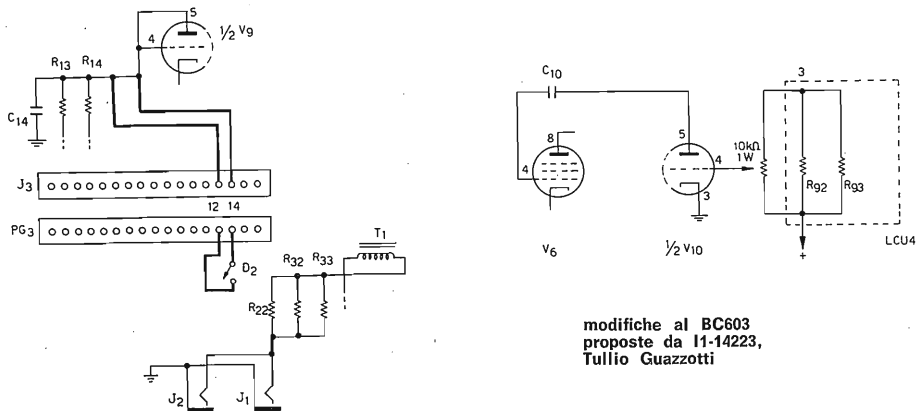 5
½ V9
4
R13 R14
C14
J3
12 14
PG3
D2
T1
R32 R33
R22
J2 J1
C10
8
4
V6
5
4
3
½ V10
10kΩ
1W
3
R92 R93
LCU4
+
modifiche al BC603
proposte da I1-14223,
Tullio Guazzotti